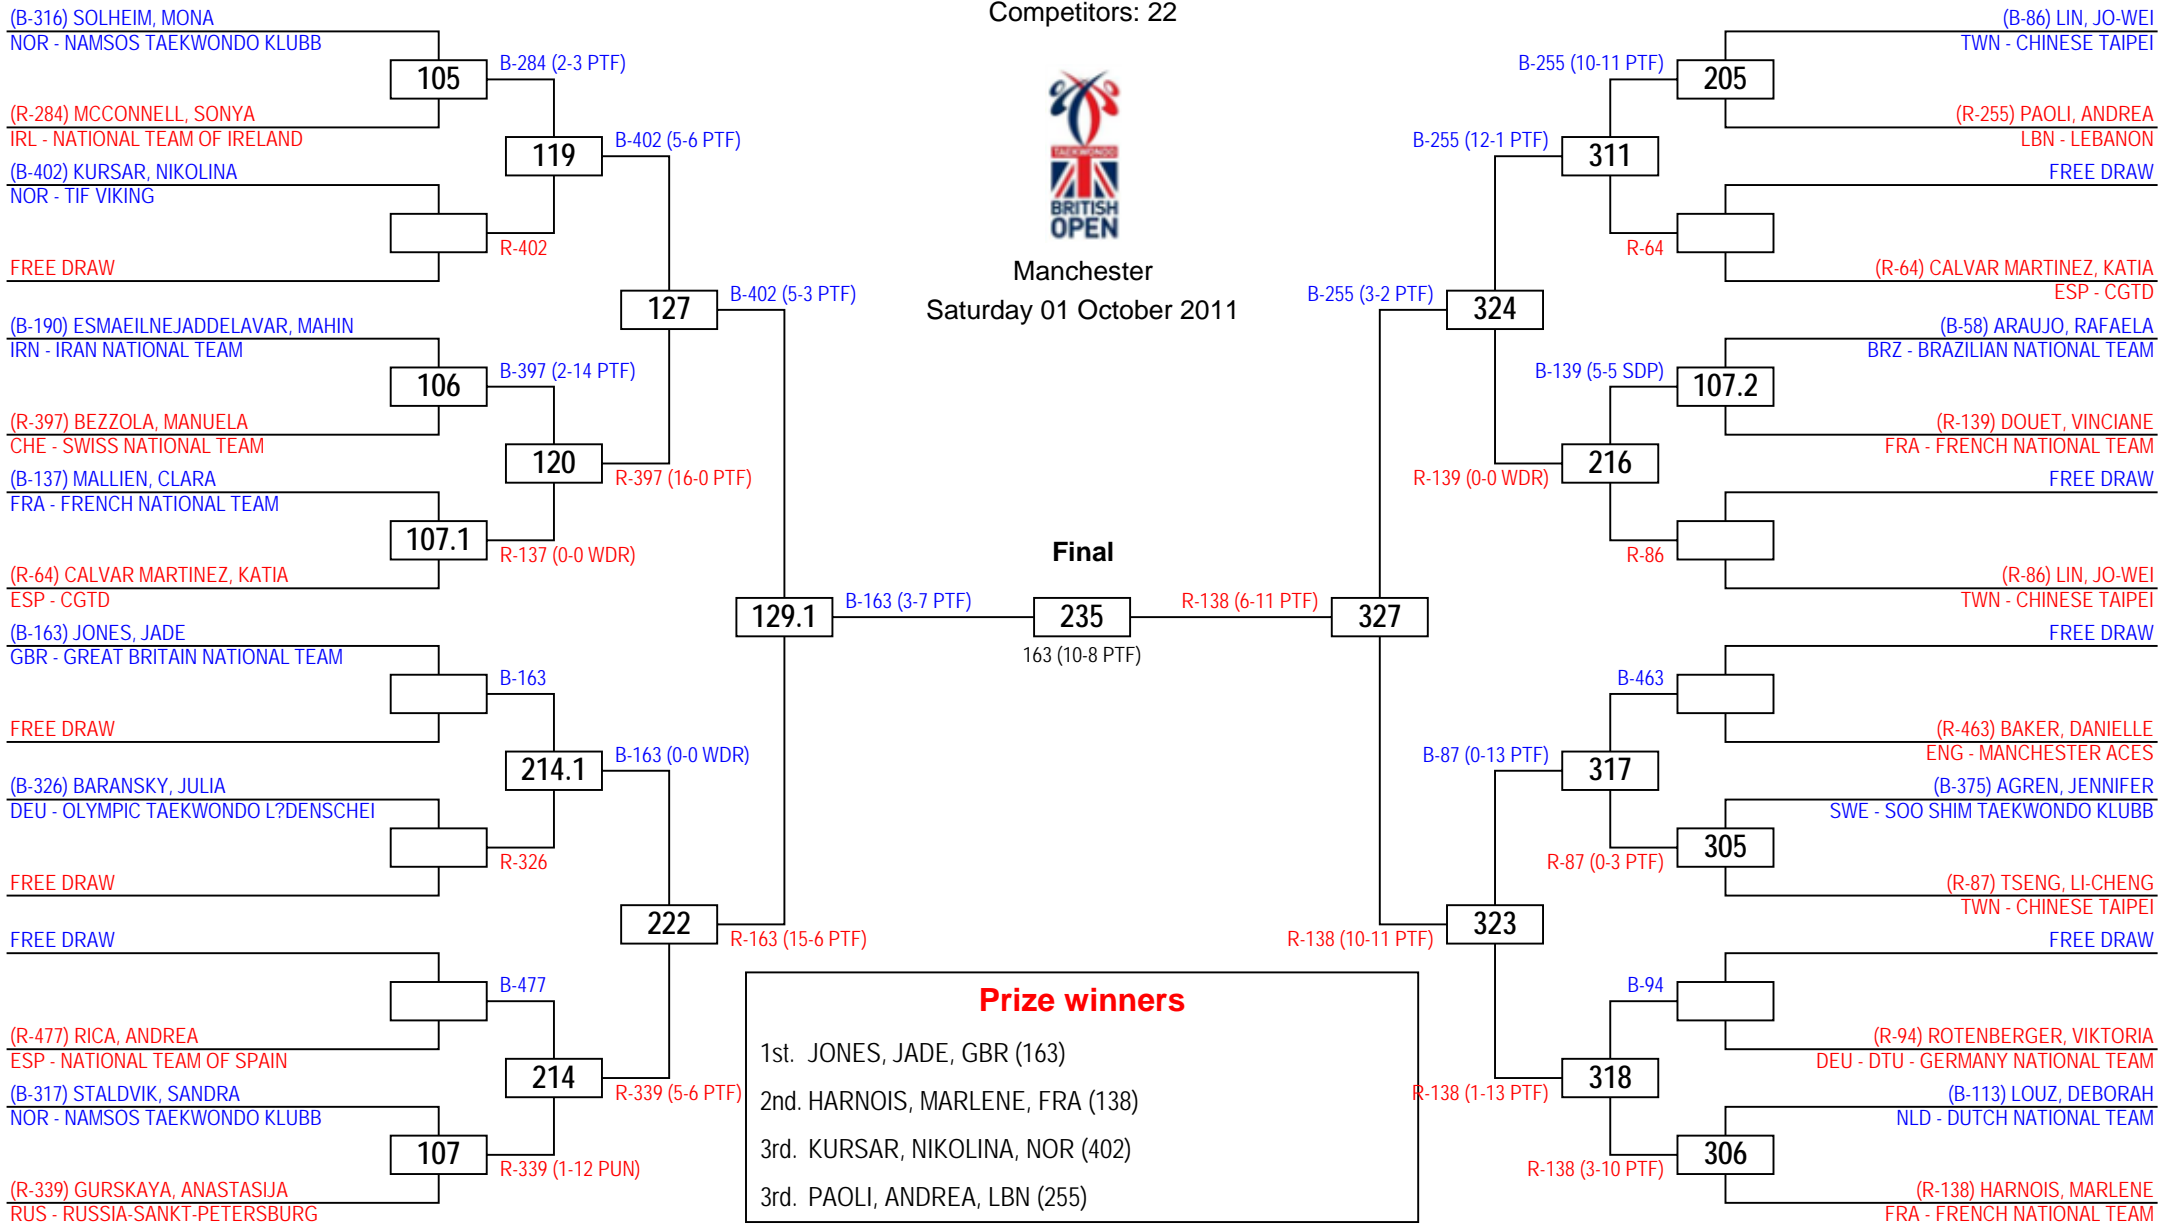 Competitors: 22
TAEKWONDO
BRITISH
OPEN
Manchester
Saturday 01 October 2011
(B-316) SOLHEIM, MONA
NOR - NAMSOS TAEKWONDO KLUBB
105
B-284 (2-3 PTF)
(R-284) MCCONNELL, SONYA
IRL - NATIONAL TEAM OF IRELAND
119
B-402 (5-6 PTF)
(B-402) KURSAR, NIKOLINA
NOR - TIF VIKING
R-402
FREE DRAW
127
B-402 (5-3 PTF)
(B-190) ESMAEILNEJADDELAVAR, MAHIN
IRN - IRAN NATIONAL TEAM
106
B-397 (2-14 PTF)
(R-397) BEZZOLA, MANUELA
CHE - SWISS NATIONAL TEAM
120
R-397 (16-0 PTF)
(B-137) MALLIEN, CLARA
FRA - FRENCH NATIONAL TEAM
107.1
R-137 (0-0 WDR)
(R-64) CALVAR MARTINEZ, KATIA
ESP - CGTD
129.1
B-163 (3-7 PTF)
(B-163) JONES, JADE
GBR - GREAT BRITAIN NATIONAL TEAM
B-163
FREE DRAW
214.1
B-163 (0-0 WDR)
(B-326) BARANSKY, JULIA
DEU - OLYMPIC TAEKWONDO L?DENSCHEI
R-326
FREE DRAW
222
R-163 (15-6 PTF)
FREE DRAW
B-477
(R-477) RICA, ANDREA
ESP - NATIONAL TEAM OF SPAIN
214
R-339 (5-6 PTF)
(B-317) STALDVIK, SANDRA
NOR - NAMSOS TAEKWONDO KLUBB
107
R-339 (1-12 PUN)
(R-339) GURSKAYA, ANASTASIJA
RUS - RUSSIA-SANKT-PETERSBURG
Final
235
163 (10-8 PTF)
(B-86) LIN, JO-WEI
TWN - CHINESE TAIPEI
B-255 (10-11 PTF)
205
(R-255) PAOLI, ANDREA
LBN - LEBANON
B-255 (12-1 PTF)
311
FREE DRAW
R-64
(R-64) CALVAR MARTINEZ, KATIA
ESP - CGTD
B-255 (3-2 PTF)
324
(B-58) ARAUJO, RAFAELA
BRZ - BRAZILIAN NATIONAL TEAM
B-139 (5-5 SDP)
107.2
(R-139) DOUET, VINCIANE
FRA - FRENCH NATIONAL TEAM
R-139 (0-0 WDR)
216
FREE DRAW
R-86
(R-86) LIN, JO-WEI
TWN - CHINESE TAIPEI
R-138 (6-11 PTF)
327
FREE DRAW
B-463
(R-463) BAKER, DANIELLE
ENG - MANCHESTER ACES
B-87 (0-13 PTF)
317
(B-375) AGREN, JENNIFER
SWE - SOO SHIM TAEKWONDO KLUBB
R-87 (0-3 PTF)
305
(R-87) TSENG, LI-CHENG
TWN - CHINESE TAIPEI
R-138 (10-11 PTF)
323
FREE DRAW
B-94
(R-94) ROTENBERGER, VIKTORIA
DEU - DTU - GERMANY NATIONAL TEAM
R-138 (1-13 PTF)
318
(B-113) LOUZ, DEBORAH
NLD - DUTCH NATIONAL TEAM
R-138 (3-10 PTF)
306
(R-138) HARNOIS, MARLENE
FRA - FRENCH NATIONAL TEAM
Prize winners
1st. JONES, JADE, GBR (163)
2nd. HARNOIS, MARLENE, FRA (138)
3rd. KURSAR, NIKOLINA, NOR (402)
3rd. PAOLI, ANDREA, LBN (255)